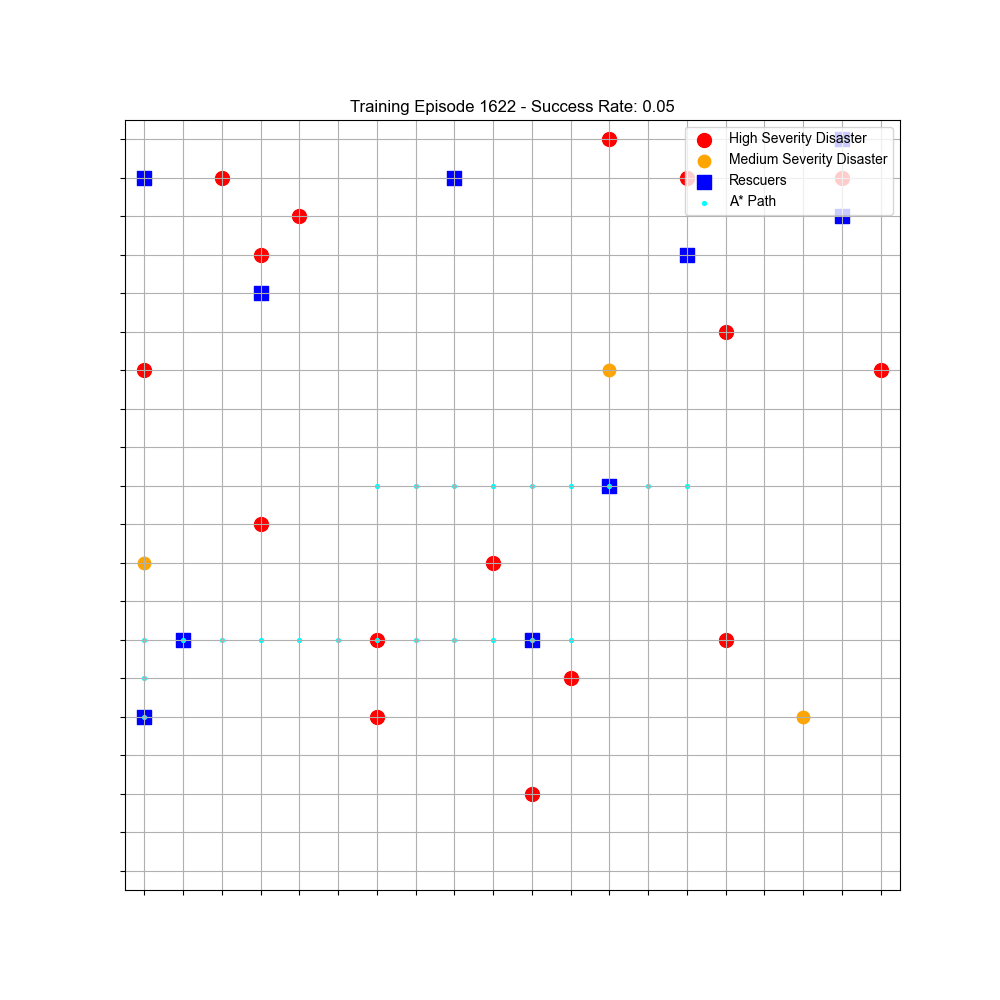 Training Episode 1622 - Success Rate: 0.05
High Severity Disaster
Medium Severity Disaster
Rescuers
A* Path